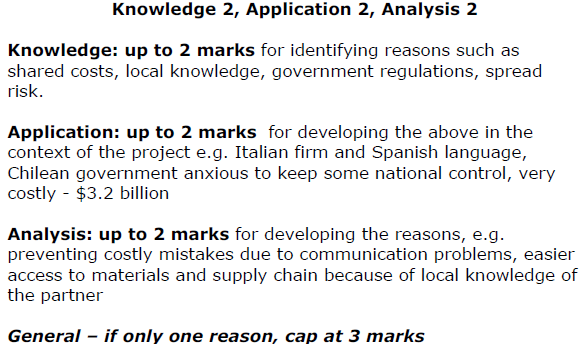 Knowledge 2, Application 2, Analysis 2
Knowledge: up to 2 marks for identifying reasons such as
shared costs, local knowledge, government regulations, spread
risk.
Application: up to 2 marks for developing the above in the
context of the project e.g. Italian firm and Spanish language,
Chilean government anxious to keep some national control, very
costly - $3.2 billion
Analysis: up to 2 marks for developing the reasons, e.g.
preventing costly mistakes due to communication problems, easier
access to materials and supply chain because of local knowledge of
the partner
General – if only one reason, cap at 3 marks